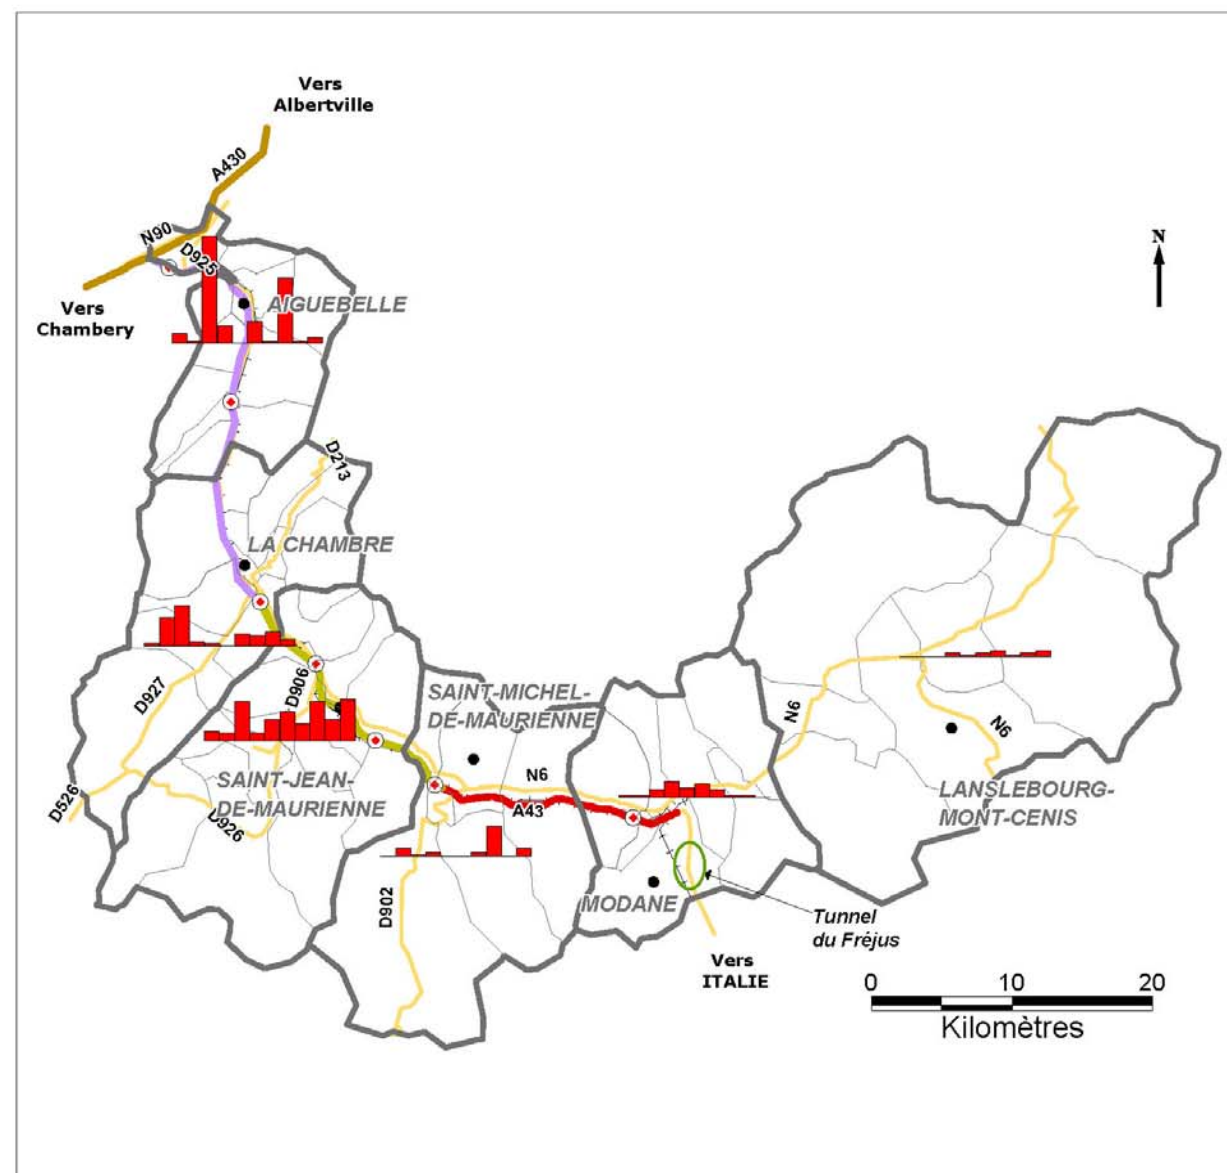 Vers
Albertville
A430
N90
D925
Vers
Chambery
AIGUEBELLE
N
D213
LA CHAMBRE
D927
D906
SAINT-MICHEL-
DE-MAURIENNE
N6
N6
N6
A43
SAINT-JEAN-
DE-MAURIENNE
D526
D926
D902
LANSLEBOURG-
MONT-CENIS
MODANE
Tunnel
du Fréjus
Vers
ITALIE
0 10 20
Kilomètres